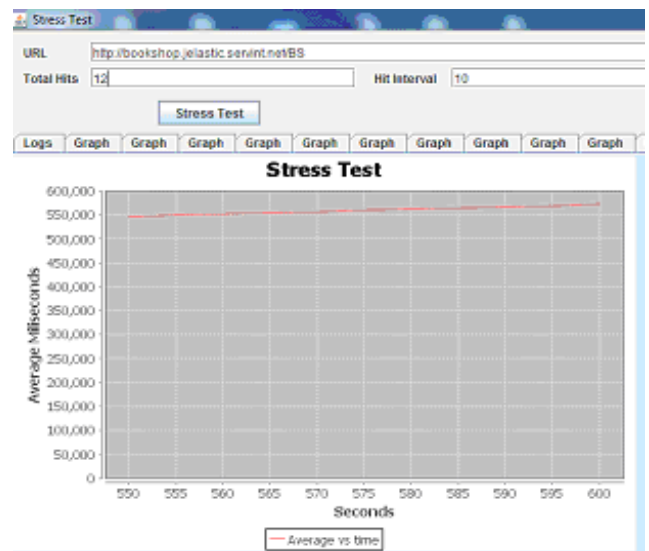 Stress Test
URL http://bookshop.jelastic.servint.net/BS
Total Hits 12 Hit Interval 10
Stress Test
Logs Graph Graph Graph Graph Graph Graph Graph Graph Graph Graph
Stress Test
600,000
550,000
500,000
450,000
400,000
350,000
300,000
250,000
200,000
150,000
100,000
50,000
0
Average Miliseconds
550 555 560 565 570 575 580 585 590 595 600
Seconds
Average vs time